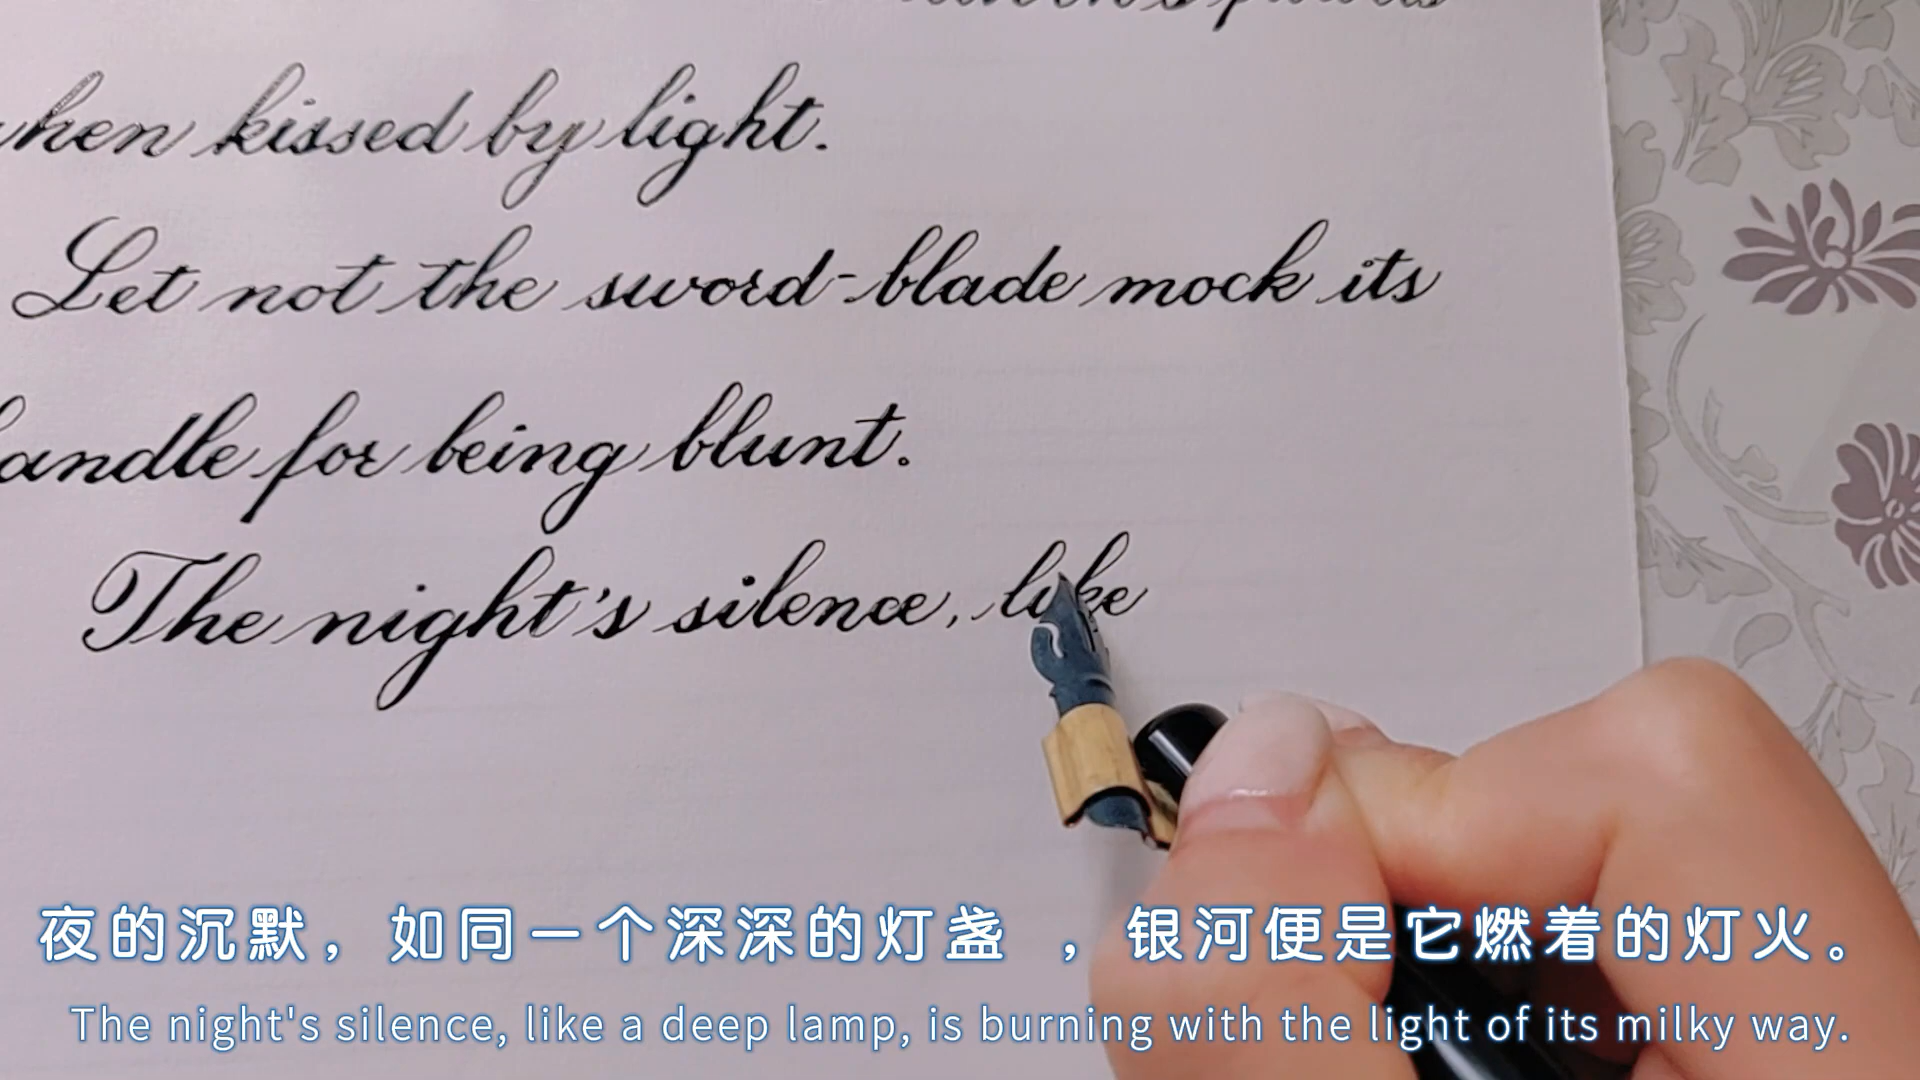 when kissed by light.
Let not the sword-blade mock its
handle for being blunt.
The night's silence, like
夜的沉默，如同一个深深的灯盏 ，银河便是它燃着的灯火。
The night's silence, like a deep lamp, is burning with the light of its milky way.